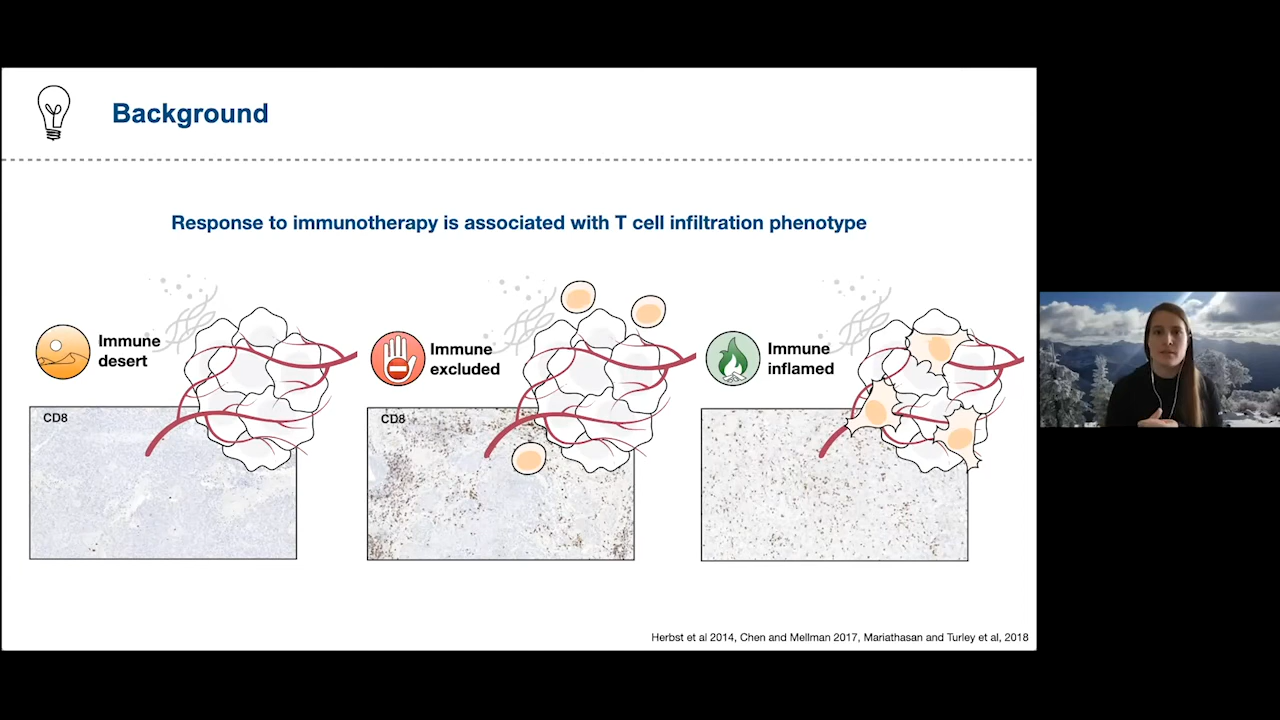 Background
Response to immunotherapy is associated with T cell infiltration phenotype
Immune
desert
CD8
Immune
excluded
CD8
Immune
inflamed
Herbst et al 2014, Chen and Mellman 2017, Mariathasan and Turley et al, 2018